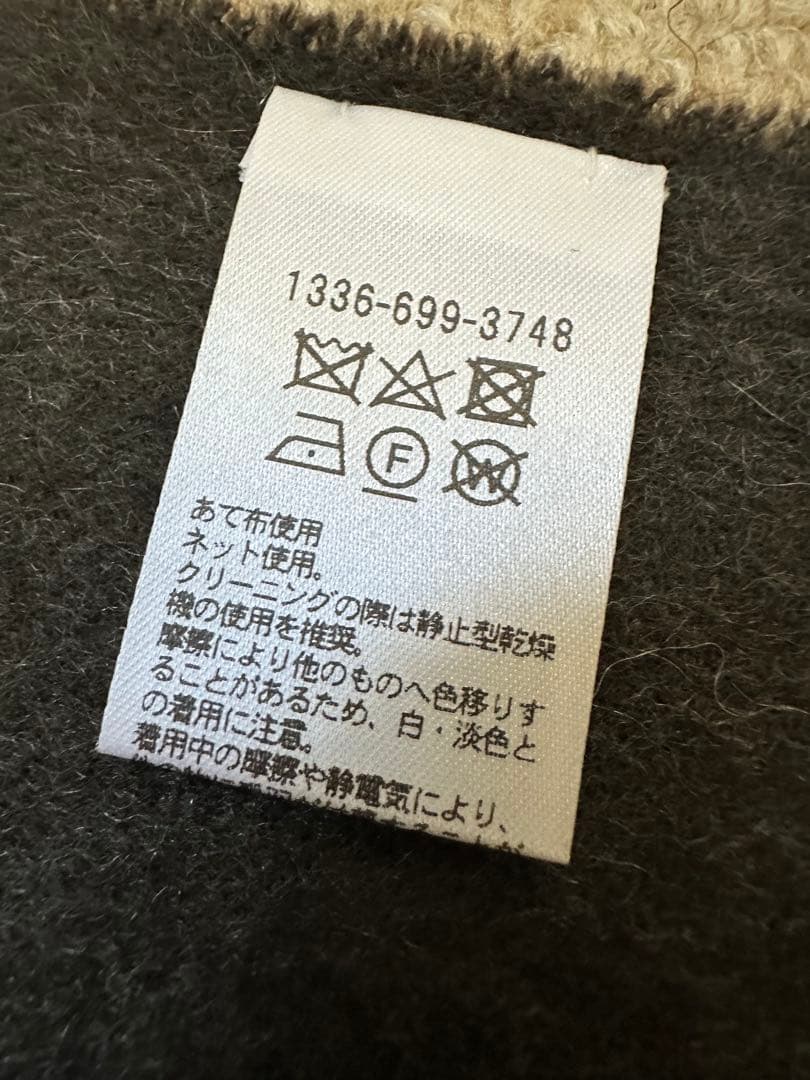 1336-699-3748
F
W
あて布使用
ネット使用。
クリーニングの際は静止型乾燥
機の使用を推奨。
摩擦により他のものへ色移りす
ることがあるため、白・淡色と
の着用に注意。
着用中の摩擦や静電気により、